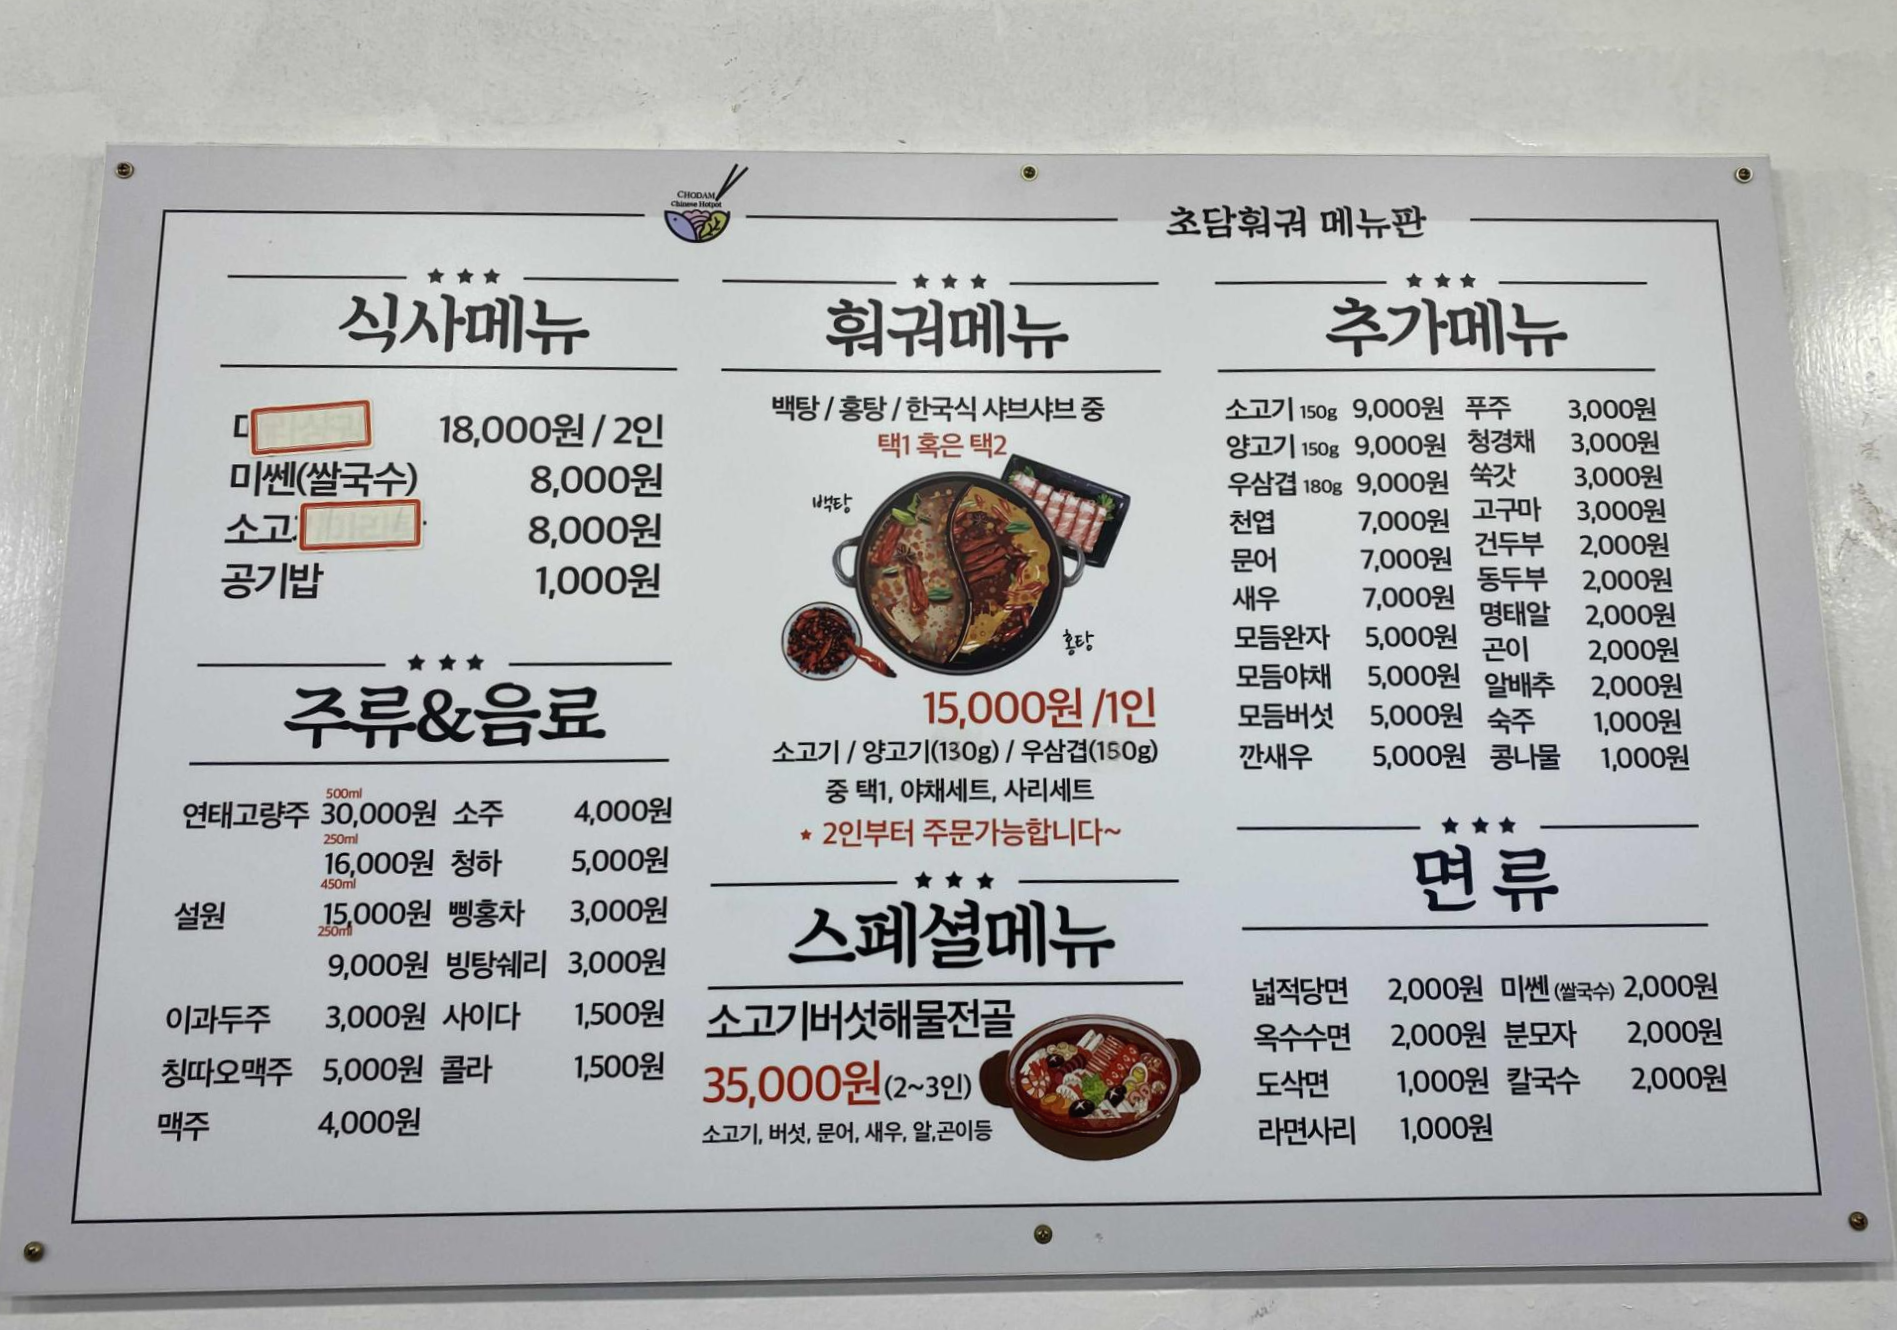 CHODAM
Chinese Hotpot
초담훠궈 메뉴판
식사메뉴
18,000원 / 2인
미쎈(쌀국수) 8,000원
8,000원
공기밥 1,000원
주류&음료
500ml
연태고량주 30,000원 소주 4,000원
250ml
16,000원 청하 5,000원
450ml
설원 15,000원 삥홍차 3,000원
250ml
9,000원 빙탕쉐리 3,000원
이과두주 3,000원 사이다 1,500원
칭따오맥주 5,000원 콜라 1,500원
맥주 4,000원
훠궈메뉴
백탕 / 홍탕 / 한국식 샤브샤브 중
택1 혹은 택2
백탕
홍탕
15,000원 /1인
소고기 / 양고기(130g) / 우삼겹(150g)
중 택1, 야채세트, 사리세트
★ 2인부터 주문가능합니다~
스페셜메뉴
소고기버섯해물전골
35,000원(2~3인)
소고기, 버섯, 문어, 새우, 알,곤이등
추가메뉴
소고기 150g 9,000원 푸주 3,000원
양고기 150g 9,000원 청경채 3,000원
우삼겹 180g 9,000원 쑥갓 3,000원
천엽 7,000원 고구마 3,000원
문어 7,000원 건두부 2,000원
새우 7,000원 동두부 2,000원
모듬완자 5,000원 명태알 2,000원
모듬야채 5,000원 곤이 2,000원
모듬버섯 5,000원 알배추 2,000원
깐새우 5,000원 숙주 1,000원
콩나물 1,000원
면 류
넓적당면 2,000원 미쎈 (쌀국수) 2,000원
옥수수면 2,000원 분모자 2,000원
도삭면 1,000원 칼국수 2,000원
라면사리 1,000원